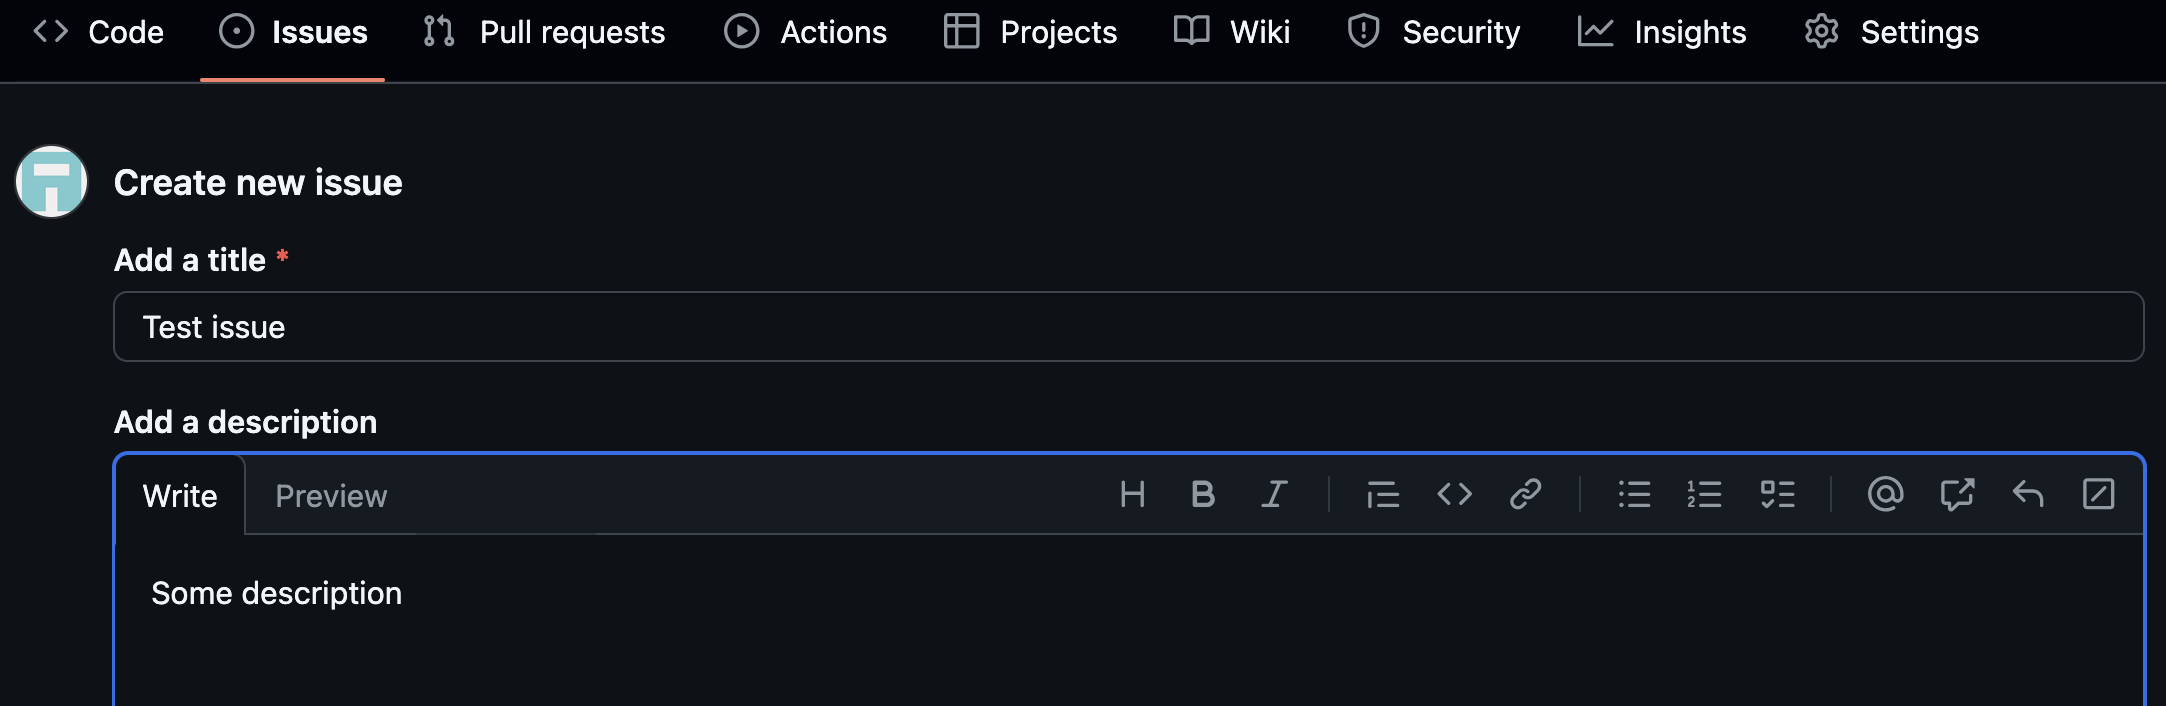 Code Issues Pull requests Actions Projects Wiki Security Insights Settings
Create new issue
Add a title *
Test issue
Add a description
Write Preview
Some description